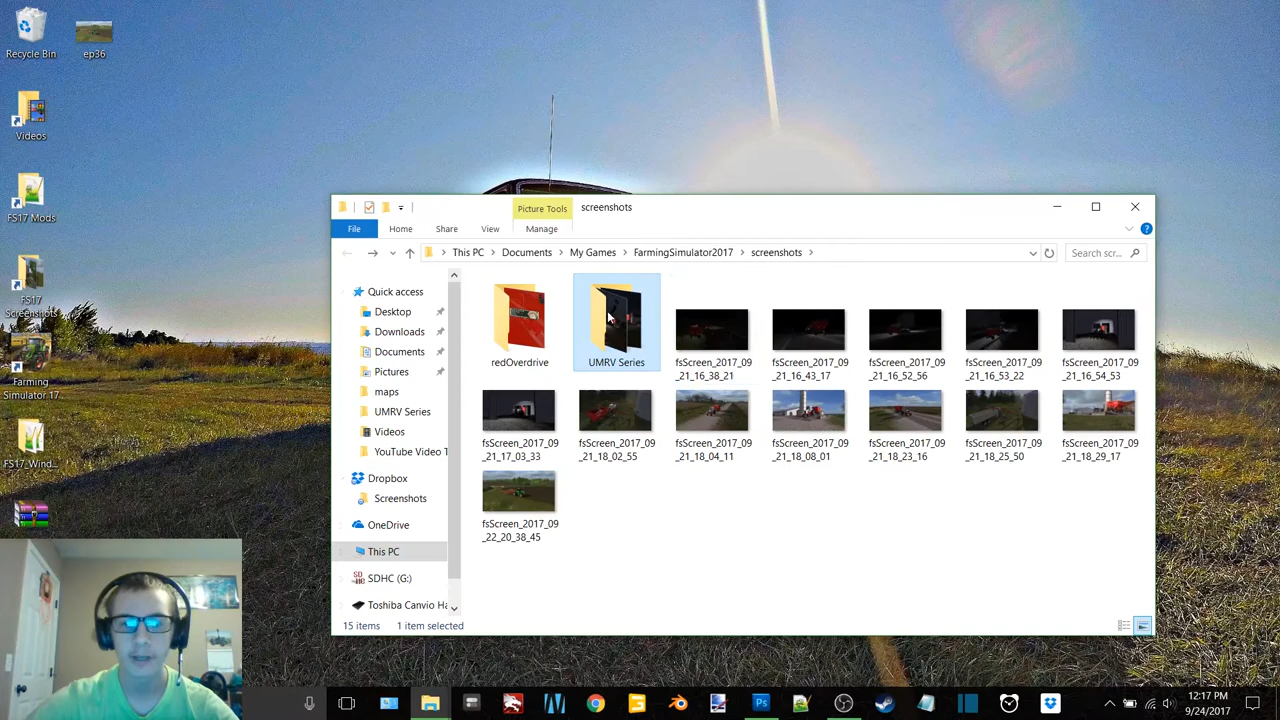 Recycle Bin
ep36
Videos
FS17 Mods
FS17
Screenshots
Farming
Simulator 17
FS17_Wind...
Picture Tools
screenshots
File
Home
Share
View
Manage
This PC
Documents
My Games
FarmingSimulator2017
screenshots
Search scr...
Quick access
Desktop
Downloads
Documents
Pictures
maps
UMRV Series
Videos
YouTube Video T
Dropbox
Screenshots
OneDrive
This PC
SDHC (G:)
Toshiba Canvio Ha
redOverdrive
UMRV Series
fsScreen_2017_09
_21_16_38_21
fsScreen_2017_09
_21_16_43_17
fsScreen_2017_09
_21_16_52_56
fsScreen_2017_09
_21_16_53_22
fsScreen_2017_09
_21_16_54_53
fsScreen_2017_09
_21_17_03_33
fsScreen_2017_09
_21_18_02_55
fsScreen_2017_09
_21_18_04_11
fsScreen_2017_09
_21_18_08_01
fsScreen_2017_09
_21_18_23_16
fsScreen_2017_09
_21_18_25_50
fsScreen_2017_09
_21_18_29_17
fsScreen_2017_09
_22_20_38_45
15 items
1 item selected
12:17 PM
9/24/2017